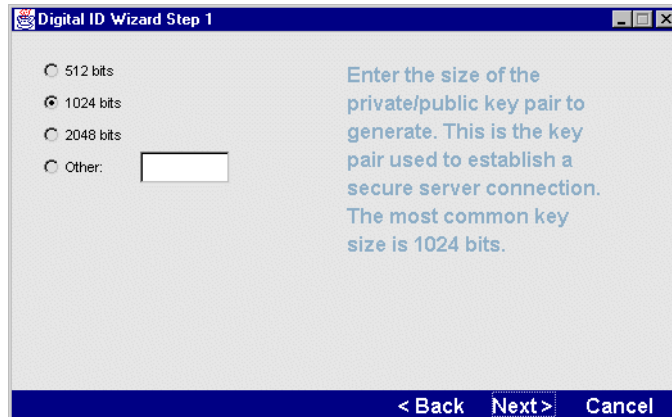 Digital ID Wizard Step 1
512 bits
1024 bits
2048 bits
Other:
Enter the size of the
private/public key pair to
generate. This is the key
pair used to establish a
secure server connection.
The most common key
size is 1024 bits.
< Back Next> Cancel